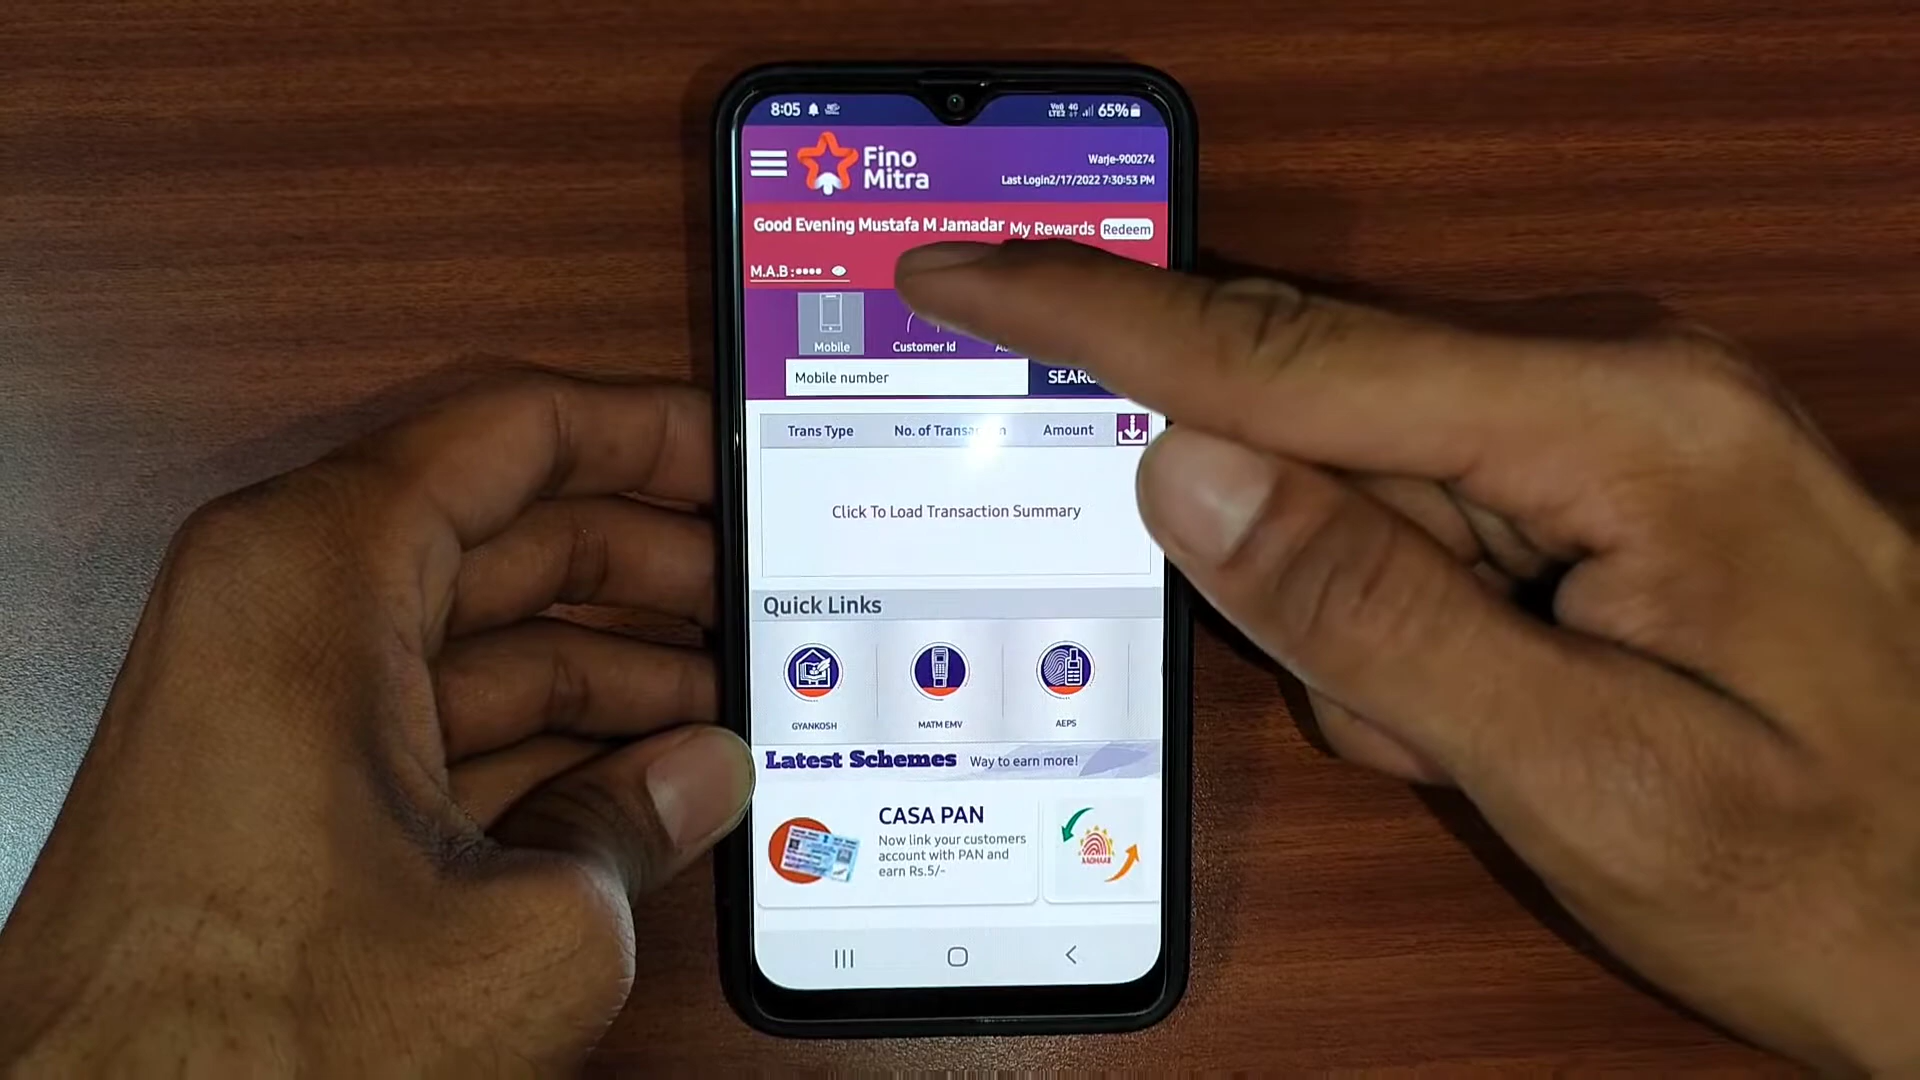 8:05 65%
Fino
Mitra
Warje-900274
Last Login2/17/2022 7:30:53 PM
Good Evening Mustafa M Jamadar My Rewards Redeem
M.A.B:••••
Mobile Customer Id
Mobile number
Trans Type No. of Amount
Click To Load Transaction Summary
Quick Links
GYANKOSH MATM EMV AEPS
Latest Schemes Way to earn more!
CASA PAN
Now link your customers
account with PAN and
earn Rs.5/-
AADHAAR